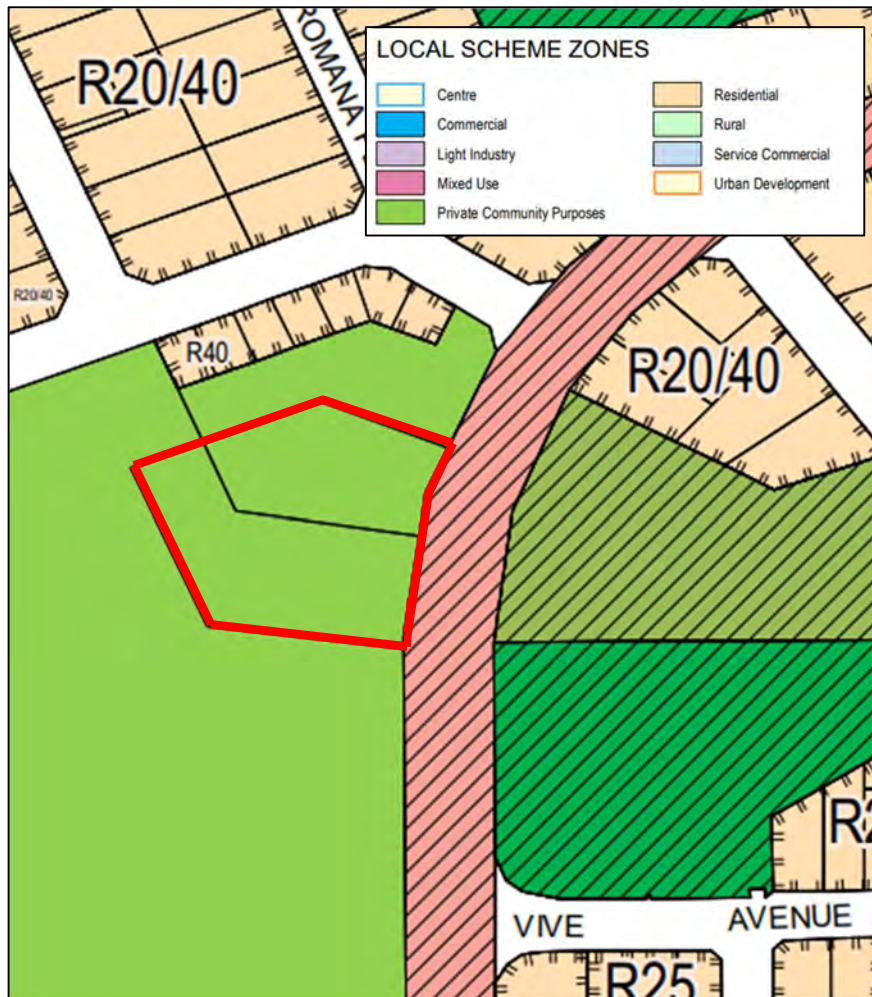 ROMANA
LOCAL SCHEME ZONES
Centre
Commercial
Light Industry
Mixed Use
Private Community Purposes
Residential
Rural
Service Commercial
Urban Development
R20/40
R20/40
R40
R20/40
VIVE AVENUE
R25